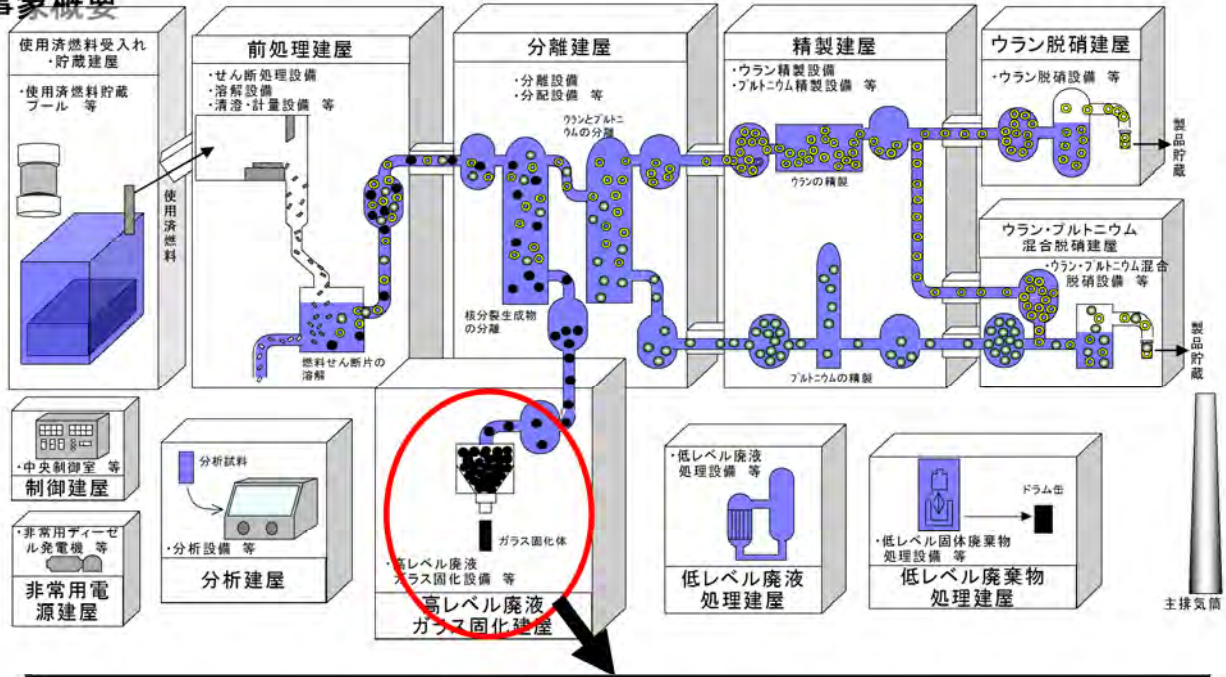 事象概要
使用済燃料受入れ
・貯蔵建屋
・使用済燃料貯蔵
プール 等
使用済燃料
前処理建屋
・せん断処理設備
・溶解設備
・清澄・計量設備 等
燃料せん断片の
溶解
分離建屋
・分離設備
・分配設備 等
ウランとプルトニ
ウムの分離
核分裂生成物
の分離
精製建屋
・ウラン精製設備
・プルトニウム精製設備 等
ウランの精製
プルトニウムの精製
ウラン脱硝建屋
・ウラン脱硝設備 等
製品貯蔵
ウラン・プルトニウム
混合脱硝建屋
・ウラン・プルトニウム混合
脱硝設備 等
製品貯蔵
・中央制御室 等
制御建屋
・非常用ディーゼ
ル発電機 等
非常用電
源建屋
分析試料
・分析設備 等
分析建屋
ガラス固化体
・高レベル廃液
ガラス固化設備 等
高レベル廃液
ガラス固化建屋
・低レベル廃液
処理設備 等
低レベル廃液
処理建屋
ドラム缶
・低レベル固体廃棄物
処理設備 等
低レベル廃棄物
処理建屋
主排気筒